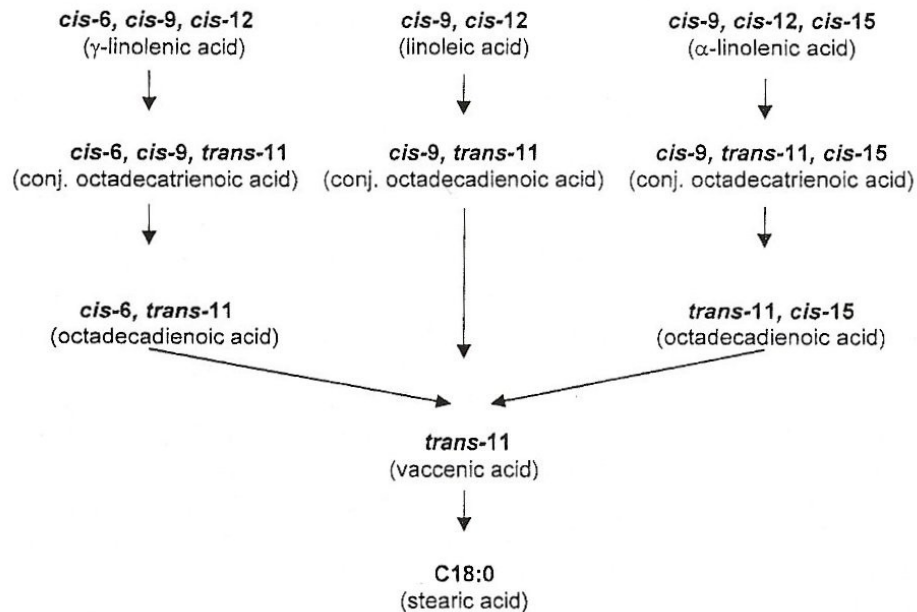 cis-6, cis-9, cis-12
(γ-linolenic acid)
cis-9, cis-12
(linoleic acid)
cis-9, cis-12, cis-15
(α-linolenic acid)
cis-6, cis-9, trans-11
(conj. octadecatrienoic acid)
cis-9, trans-11
(conj. octadecadienoic acid)
cis-9, trans-11, cis-15
(conj. octadecatrienoic acid)
cis-6, trans-11
(octadecadienoic acid)
trans-11, cis-15
(octadecadienoic acid)
trans-11
(vaccenic acid)
C18:0
(stearic acid)